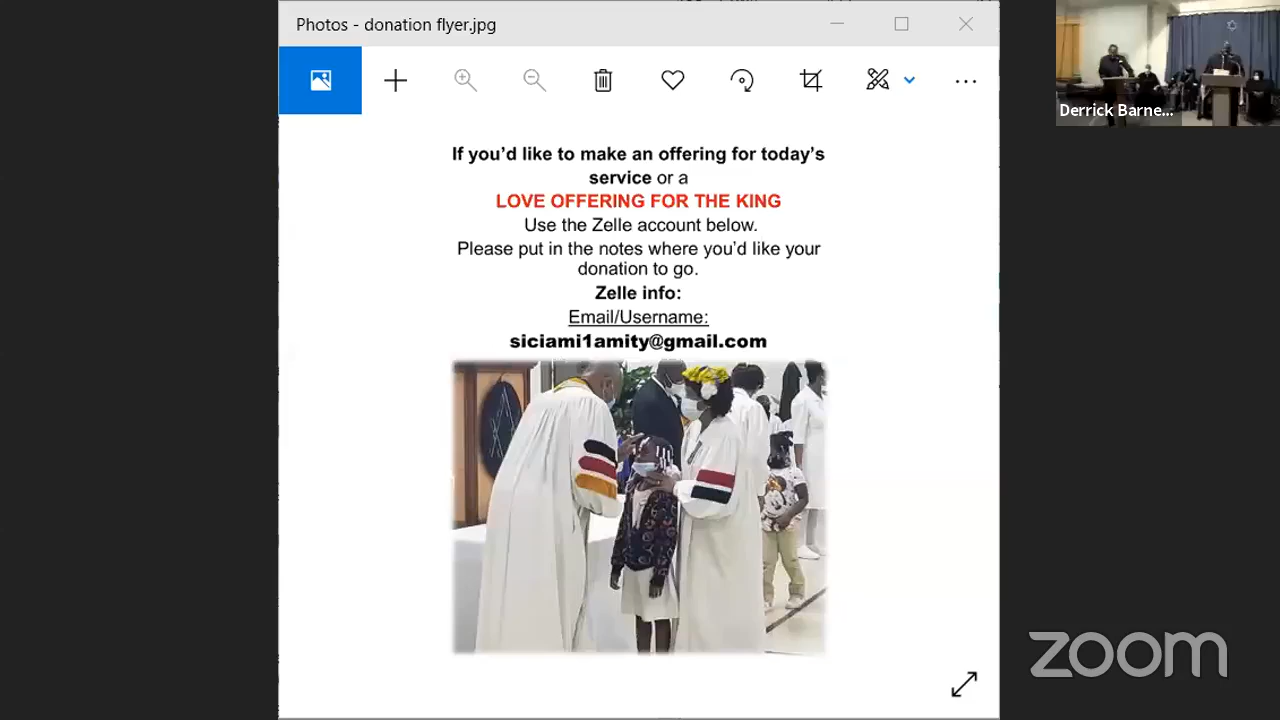 Photos - donation flyer.jpg
Derrick Barne...
If you'd like to make an offering for today's
service or a
LOVE OFFERING FOR THE KING
Use the Zelle account below.
Please put in the notes where you'd like your
donation to go.
Zelle info:
Email/Username:
siciami1amity@gmail.com
zoom